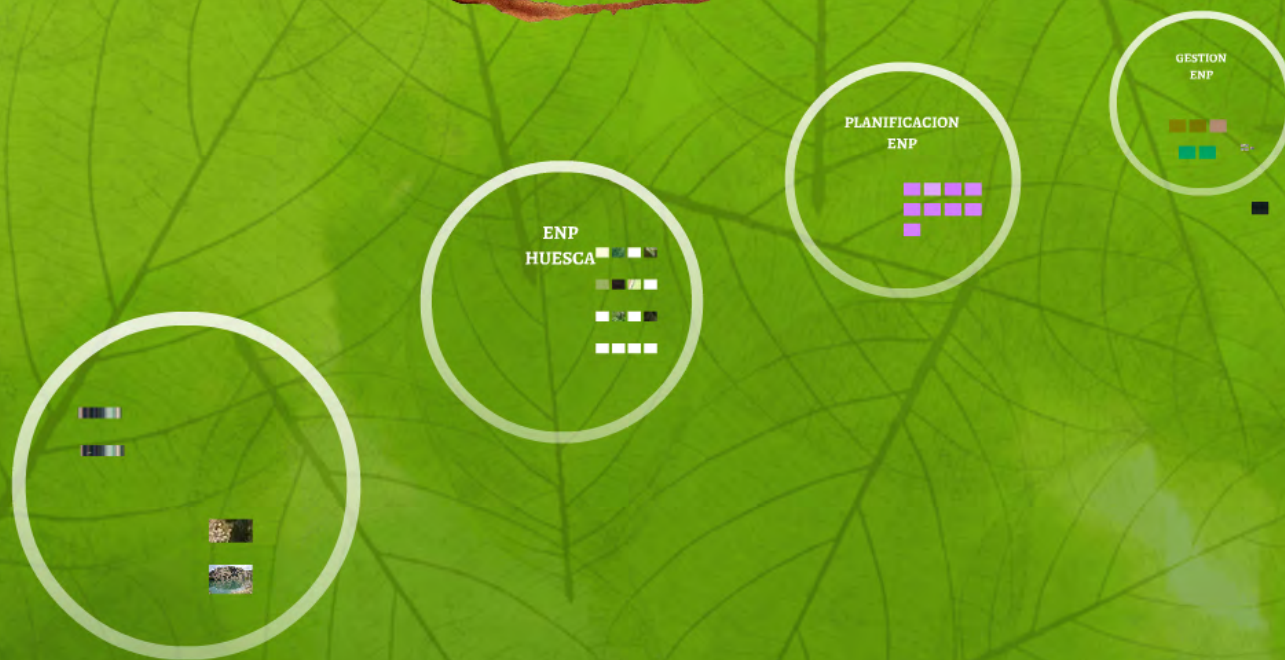 GESTION
ENP
PLANIFICACION
ENP
ENP
HUESCA